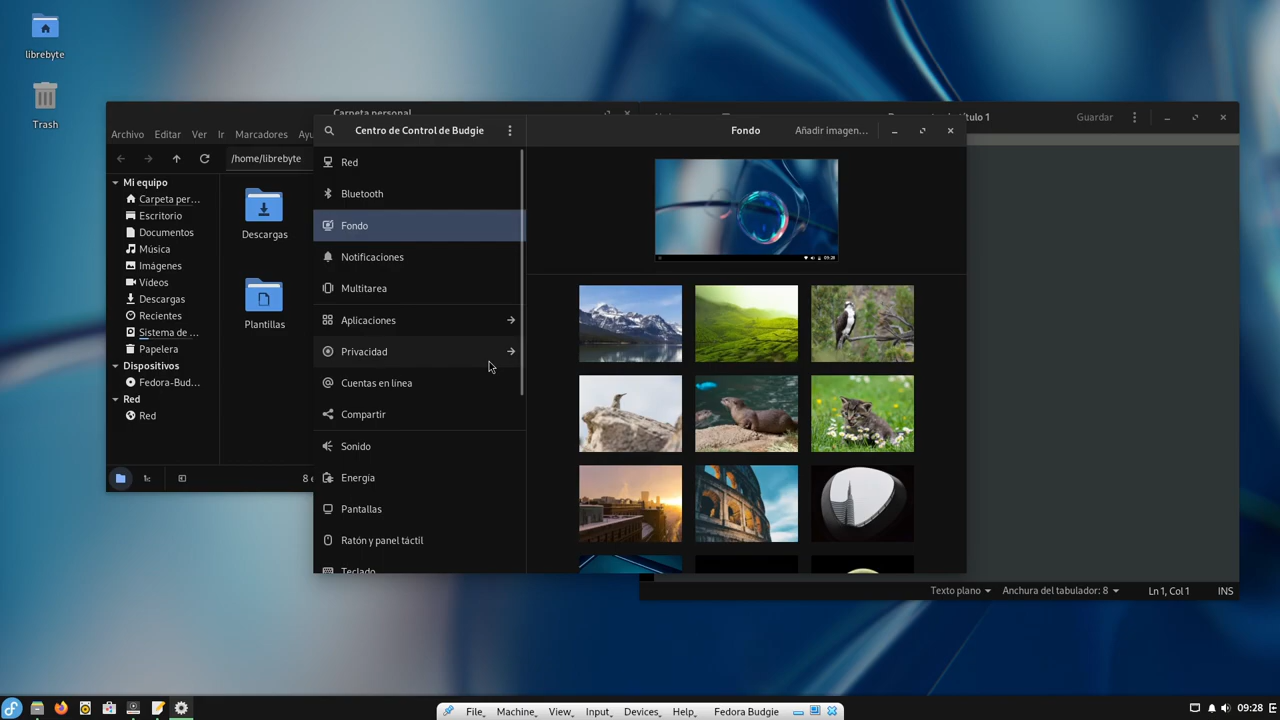 librebyte
Trash
Carpeta personal
Archivo Editar Ver Ir Marcadores
/home/librebyte
Mi equipo
Carpeta per...
Escritorio
Documentos
Música
Imágenes
Vídeos
Descargas
Recientes
Sistema de ...
Papelera
Dispositivos
Fedora-Bud...
Red
Red
Descargas
Plantillas
Centro de Control de Budgie
Red
Bluetooth
Fondo
Notificaciones
Multitarea
Aplicaciones
Privacidad
Cuentas en línea
Compartir
Sonido
Energía
Pantallas
Ratón y panel táctil
Teclado
Fondo
Añadir imagen...
09:28
Guardar
Texto plano
Anchura del tabulador: 8
Ln 1, Col 1
INS
File Machine View Input Devices Help Fedora Budgie
09:28